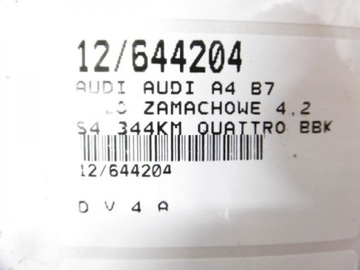 12/644204
AUDI AUDI A4 B7
ZAMACHOWE 4.2
S4 344KM QUATTRO BBK
12/644204
D V 4 A